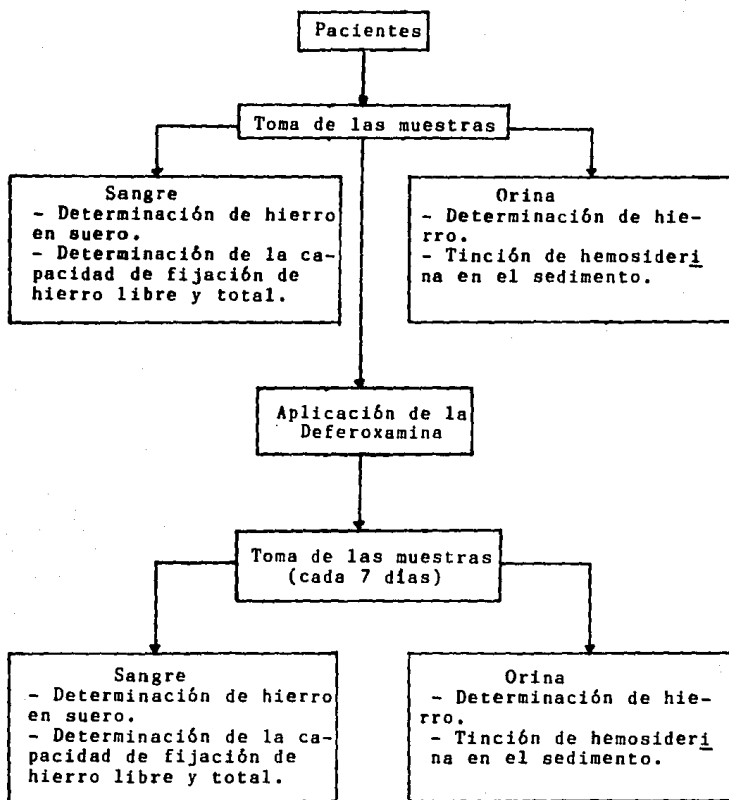 Pacientes
Toma de las muestras
Sangre
- Determinación de hierro
en suero.
- Determinación de la ca-
pacidad de fijación de
hierro libre y total.
Orina
- Determinación de hie-
rro.
- Tinción de hemosideri
na en el sedimento.
Aplicación de la
Deferoxamina
Toma de las muestras
(cada 7 días)
Sangre
- Determinación de hierro
en suero.
- Determinación de la ca-
pacidad de fijación de
hierro libre y total.
Orina
- Determinación de hie-
rro.
- Tinción de hemosideri
na en el sedimento.